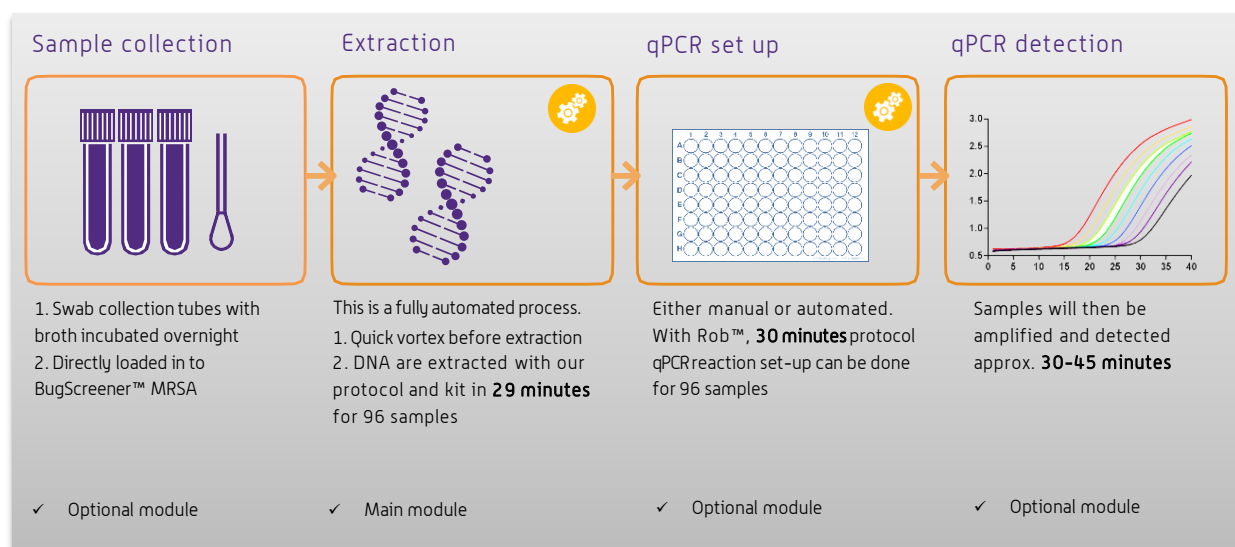 Sample collection
Extraction
qPCR set up
qPCR detection
1 2 3 4 5 6 7 8 9 10 11 12
A
B
C
D
E
F
G
H
3.0
2.5
2.0
1.5
1.0
0.5
0 5 10 15 20 25 30 35 40
1. Swab collection tubes with
broth incubated overnight
2. Directly loaded in to
BugScreener™ MRSA
This is a fully automated process.
1. Quick vortex before extraction
2. DNA are extracted with our
protocol and kit in 29 minutes
for 96 samples
Either manual or automated.
With Rob™, 30 minutes protocol
qPCR reaction set-up can be done
for 96 samples
Samples will then be
amplified and detected
approx. 30-45 minutes
✓ Optional module
✓ Main module
✓ Optional module
✓ Optional module